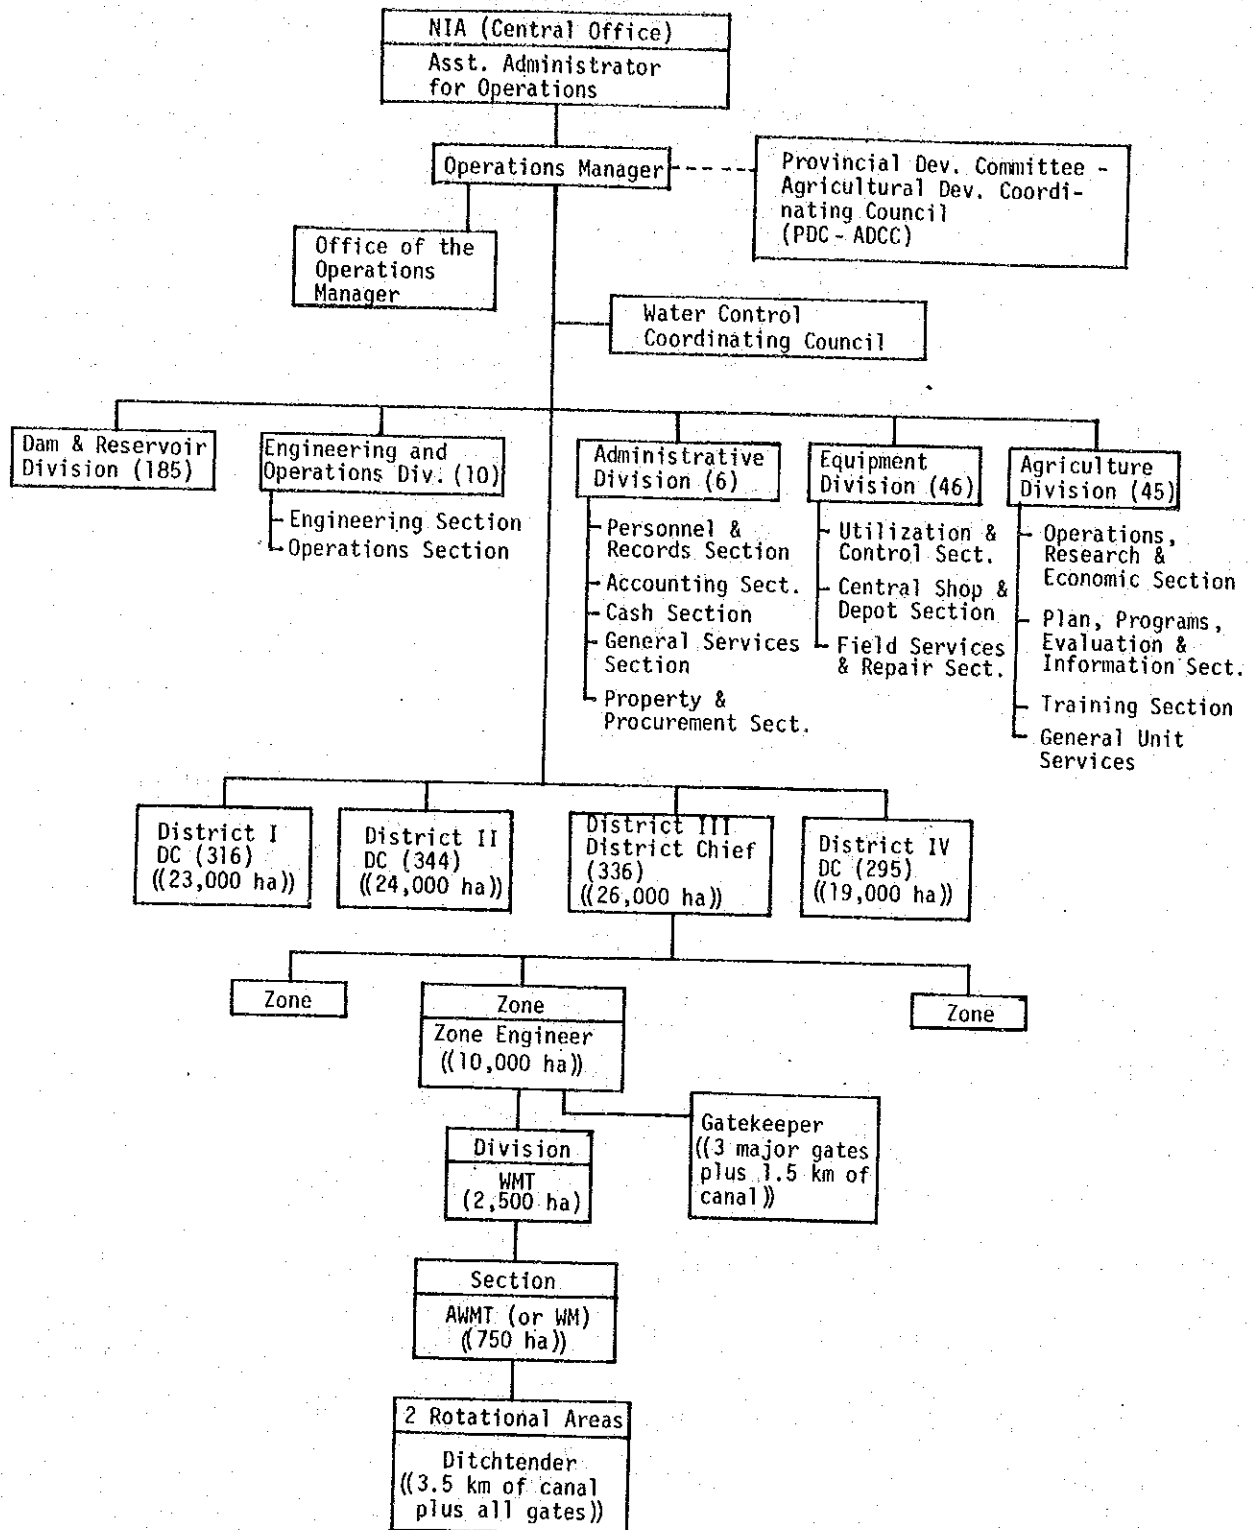 NIA (Central Office)
Asst. Administrator
for Operations
Operations Manager
Provincial Dev. Committee -
Agricultural Dev. Coordi-
nating Council
(PDC - ADCC)
Office of the
Operations
Manager
Water Control
Coordinating Council
Dam & Reservoir
Division (185)
Engineering and
Operations Div. (10)
Engineering Section
Operations Section
Administrative
Division (6)
Personnel &
Records Section
Accounting Sect.
Cash Section
General Services
Section
Property &
Procurement Sect.
Equipment
Division (46)
Utilization &
Control Sect.
Central Shop &
Depot Section
Field Services
& Repair Sect.
Agriculture
Division (45)
Operations,
Research &
Economic Section
Plan, Programs,
Evaluation &
Information Sect.
Training Section
General Unit
Services
District I
DC (316)
((23,000 ha))
District II
DC (344)
((24,000 ha))
District III
District Chief
(336)
((26,000 ha))
District IV
DC (295)
((19,000 ha))
Zone
Zone
Zone Engineer
((10,000 ha))
Zone
Gatekeeper
((3 major gates
plus 1.5 km of
canal))
Division
WMT
(2,500 ha)
Section
AWMT (or WM)
((750 ha))
2 Rotational Areas
Ditchtender
((3.5 km of canal
plus all gates))